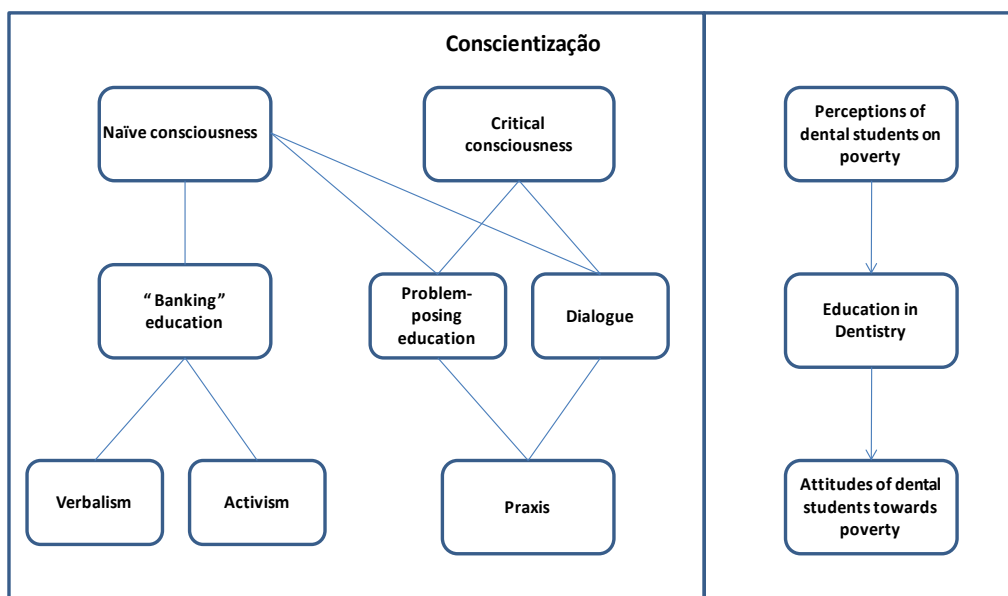 Conscientização
Naïve consciousness
Critical
consciousness
Perceptions of
dental students on
poverty
“ Banking”
education
Problem-
posing
education
Dialogue
Education in
Dentistry
Verbalism
Activism
Praxis
Attitudes of dental
students towards
poverty